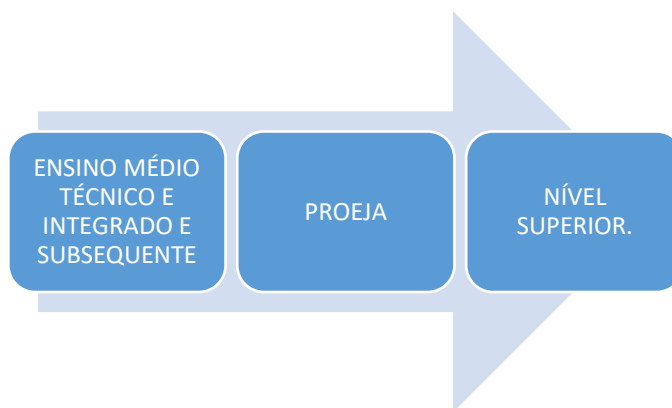 ENSINO MÉDIO
TÉCNICO E
INTEGRADO E
SUBSEQUENTE
PROEJA
NÍVEL
SUPERIOR.